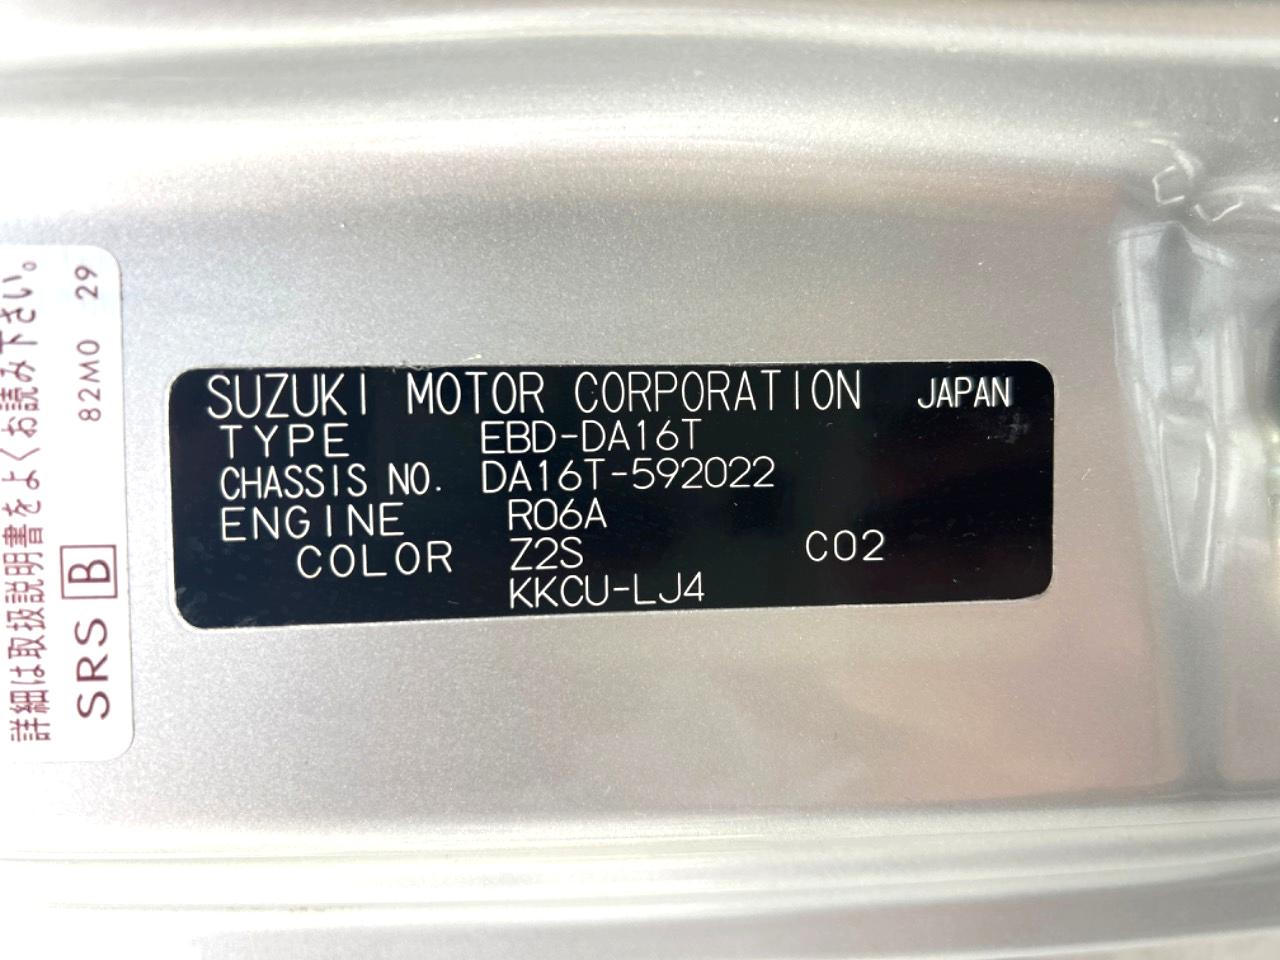 SUZUKI MOTOR CORPORATION JAPAN
TYPE EBD-DA16T
CHASSIS NO. DA16T-592022
ENGINE R06A
COLOR Z2S C02
KKCU-LJ4
詳細は取扱説明書をよくお読み下さい。
SRS B 82M0 29